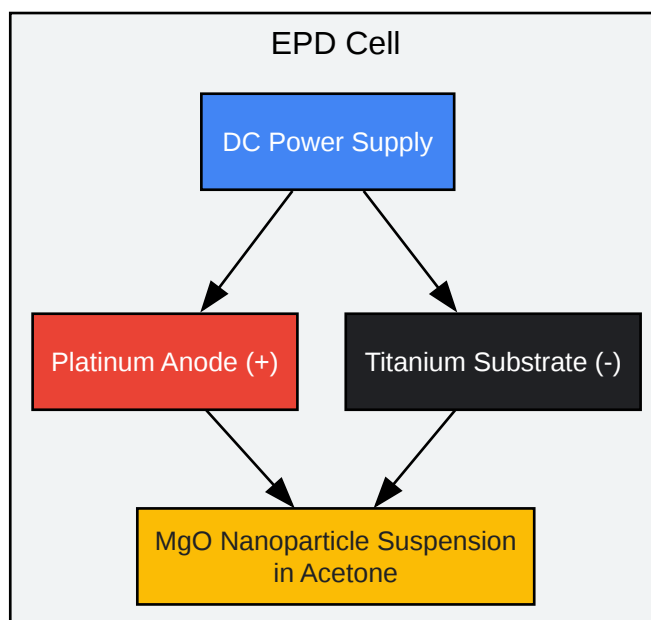 EPD Cell
DC Power Supply
Platinum Anode (+)
Titanium Substrate (-)
MgO Nanoparticle Suspension
in Acetone